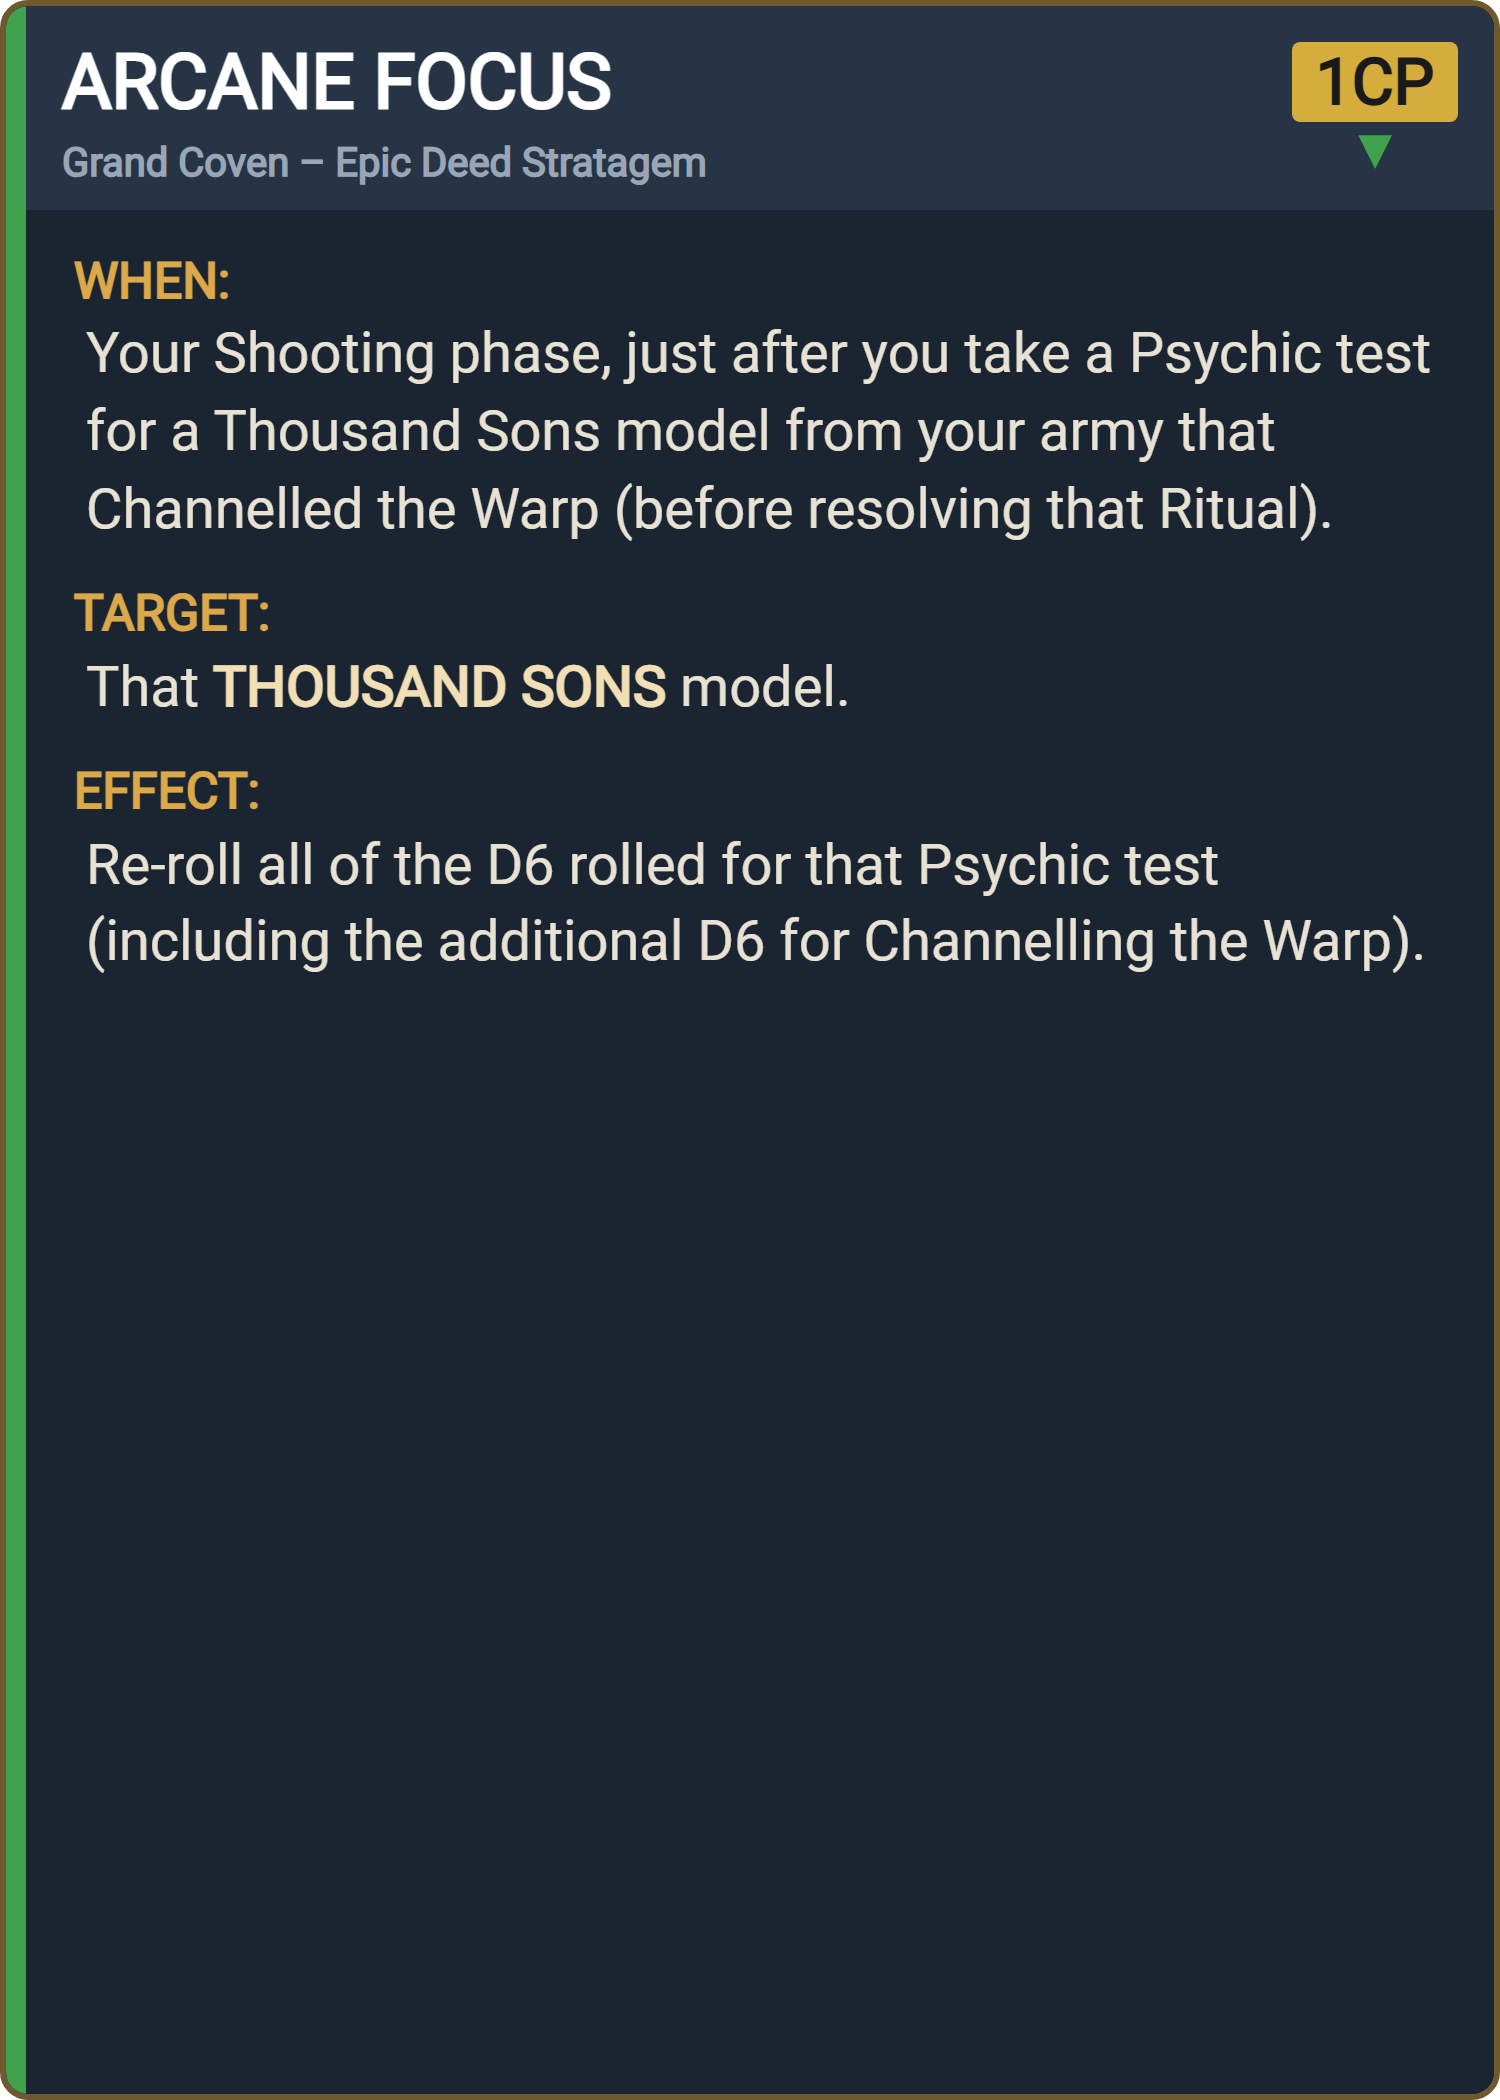 ARCANE FOCUS
1CP
Grand Coven – Epic Deed Stratagem
WHEN:
Your Shooting phase, just after you take a Psychic test
for a Thousand Sons model from your army that
Channelled the Warp (before resolving that Ritual).
TARGET:
That THOUSAND SONS model.
EFFECT:
Re-roll all of the D6 rolled for that Psychic test
(including the additional D6 for Channelling the Warp).